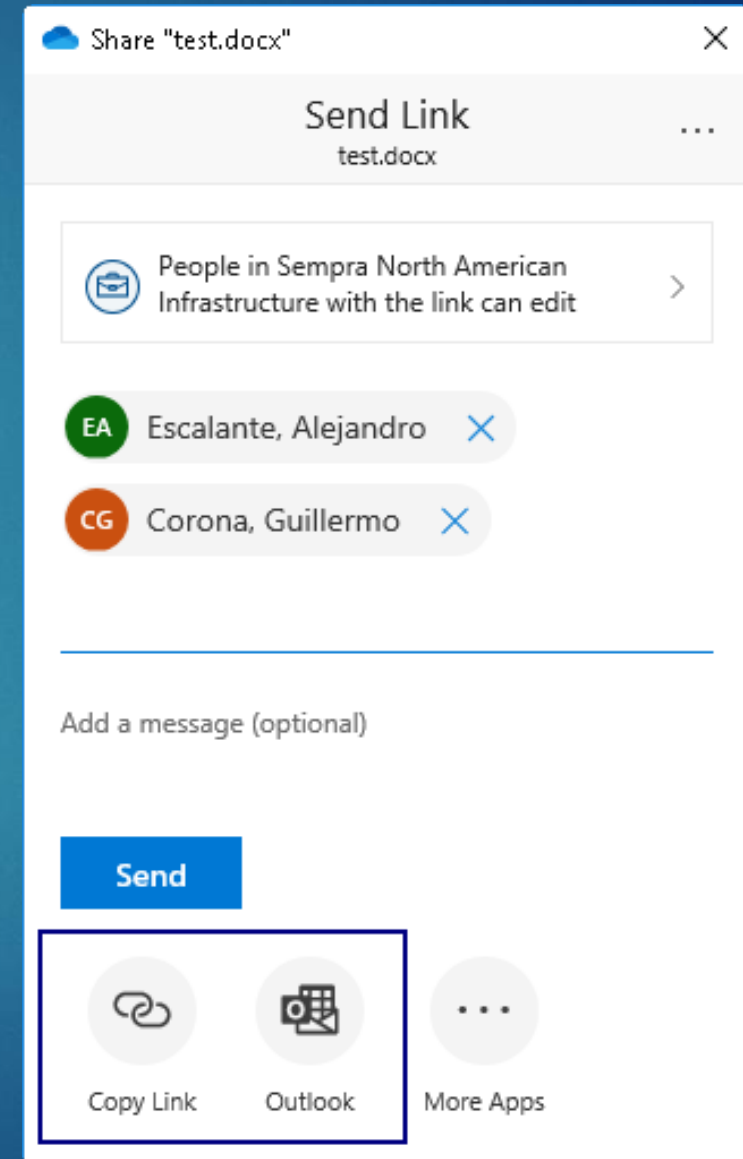 Share "test.docx"
Send Link
test.docx
People in Sempra North American
Infrastructure with the link can edit
EA Escalante, Alejandro
CG Corona, Guillermo
Add a message (optional)
Send
Copy Link Outlook More Apps